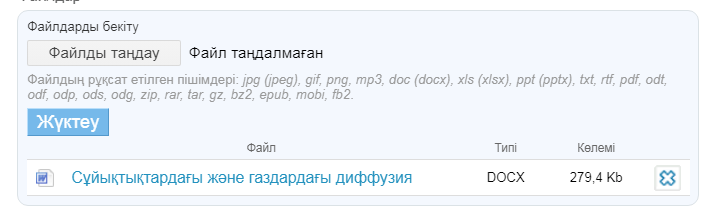 Файлдарды бекіту
Файлды таңдау Файл таңдалмаған
Файлдың рұқсат етілген пішімдері: jpg (jpeg), gif, png, mp3, doc (docx), xls (xlsx), ppt (pptx), txt, rtf, pdf, odt,
odf, odp, ods, odg, zip, rar, tar, gz, bz2, epub, mobi, fb2.
Жүктеу
Файл Типі Көлемі
Сұйықтықтардағы және газдардағы диффузия DOCX 279,4 Kb